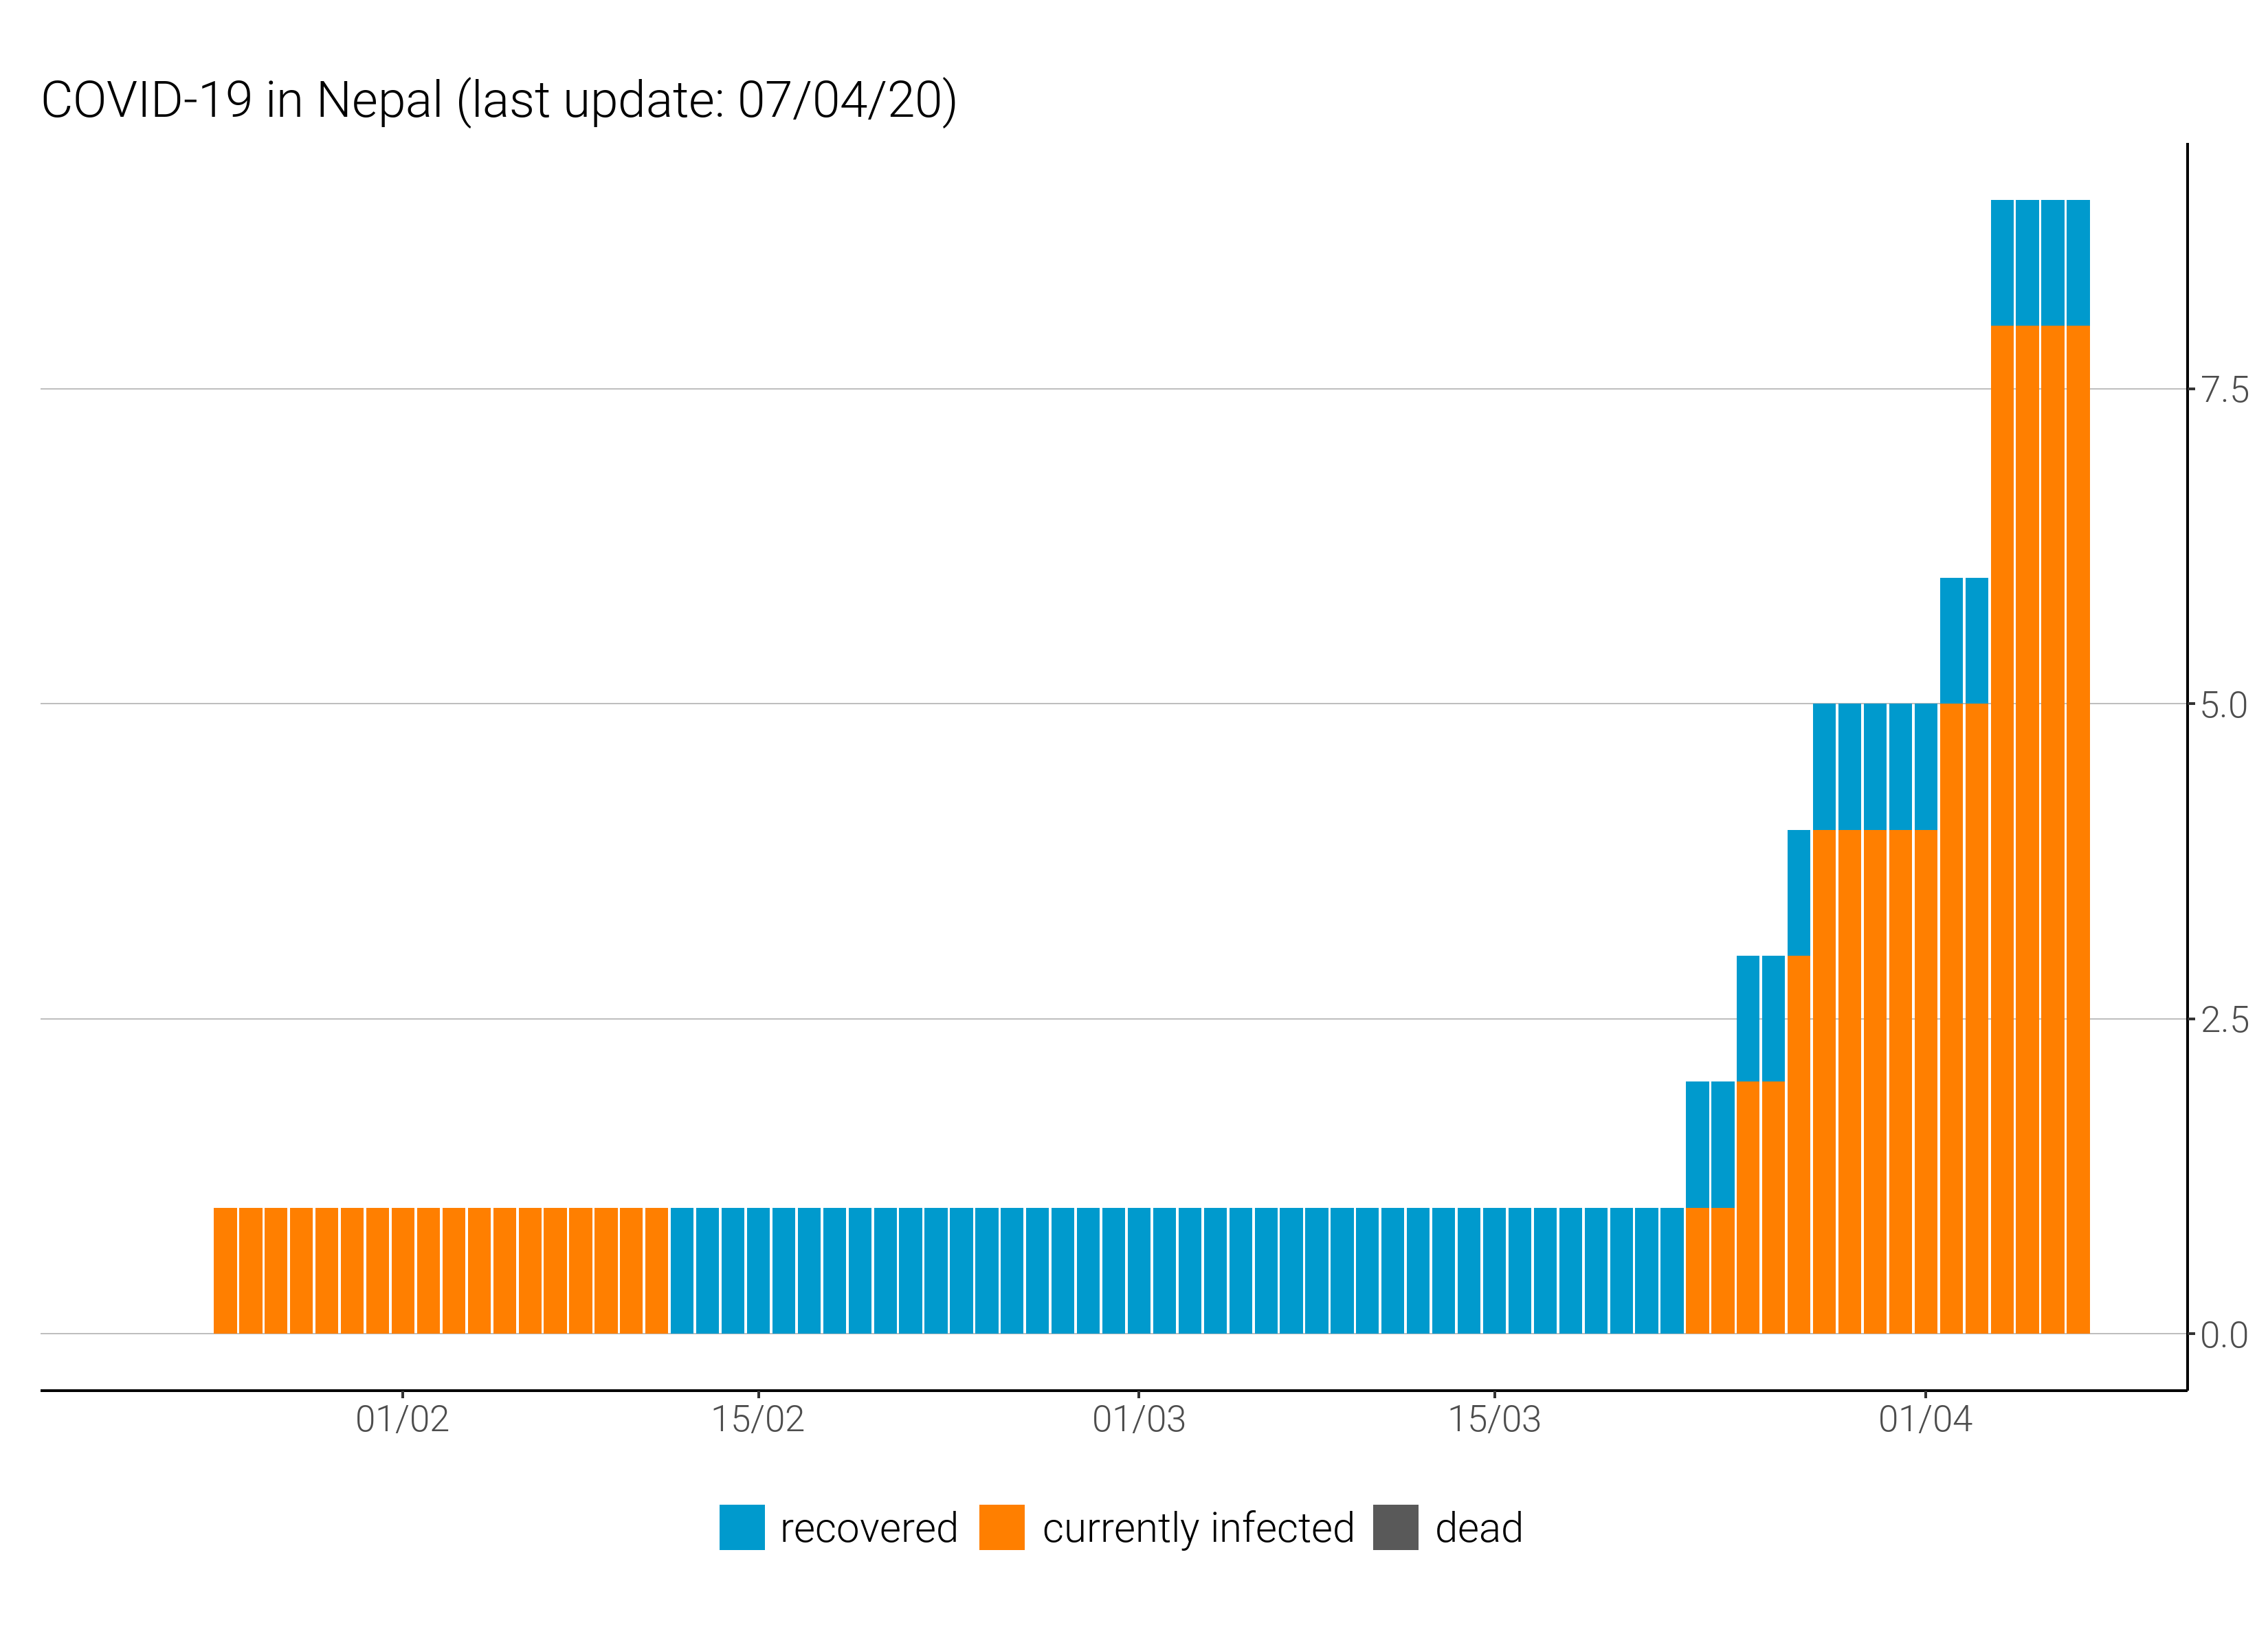 COVID-19 in Nepal (last update: 07/04/20)
7.5
5.0
2.5
0.0
01/02 15/02 01/03 15/03 01/04
recovered currently infected dead